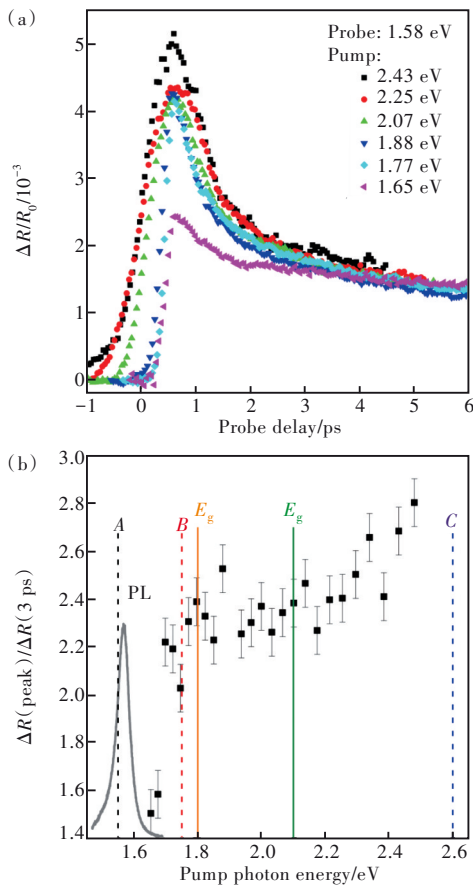 (a)
Probe: 1.58 eV
Pump:
2.43 eV
2.25 eV
2.07 eV
1.88 eV
1.77 eV
1.65 eV
5
4
3
2
1
0
ΔR/R₀/10⁻³
-1 0 1 2 3 4 5 6
Probe delay/ps
(b)
3.0
2.8
2.6
2.4
2.2
2.0
1.8
1.6
1.4
ΔR(peak)/ΔR(3 ps)
A B E_g E_g C
PL
1.6 1.8 2.0 2.2 2.4 2.6
Pump photon energy/eV